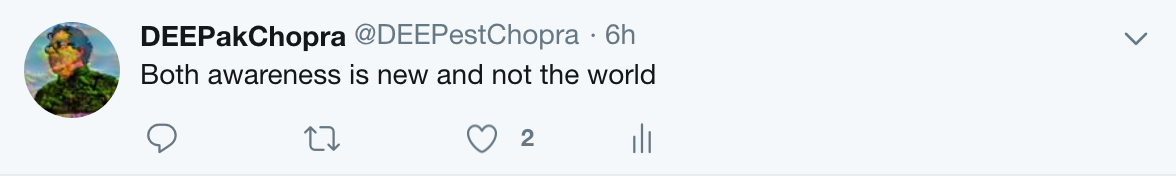 DEEPakChopra @DEEPestChopra · 6h
Both awareness is new and not the world
2